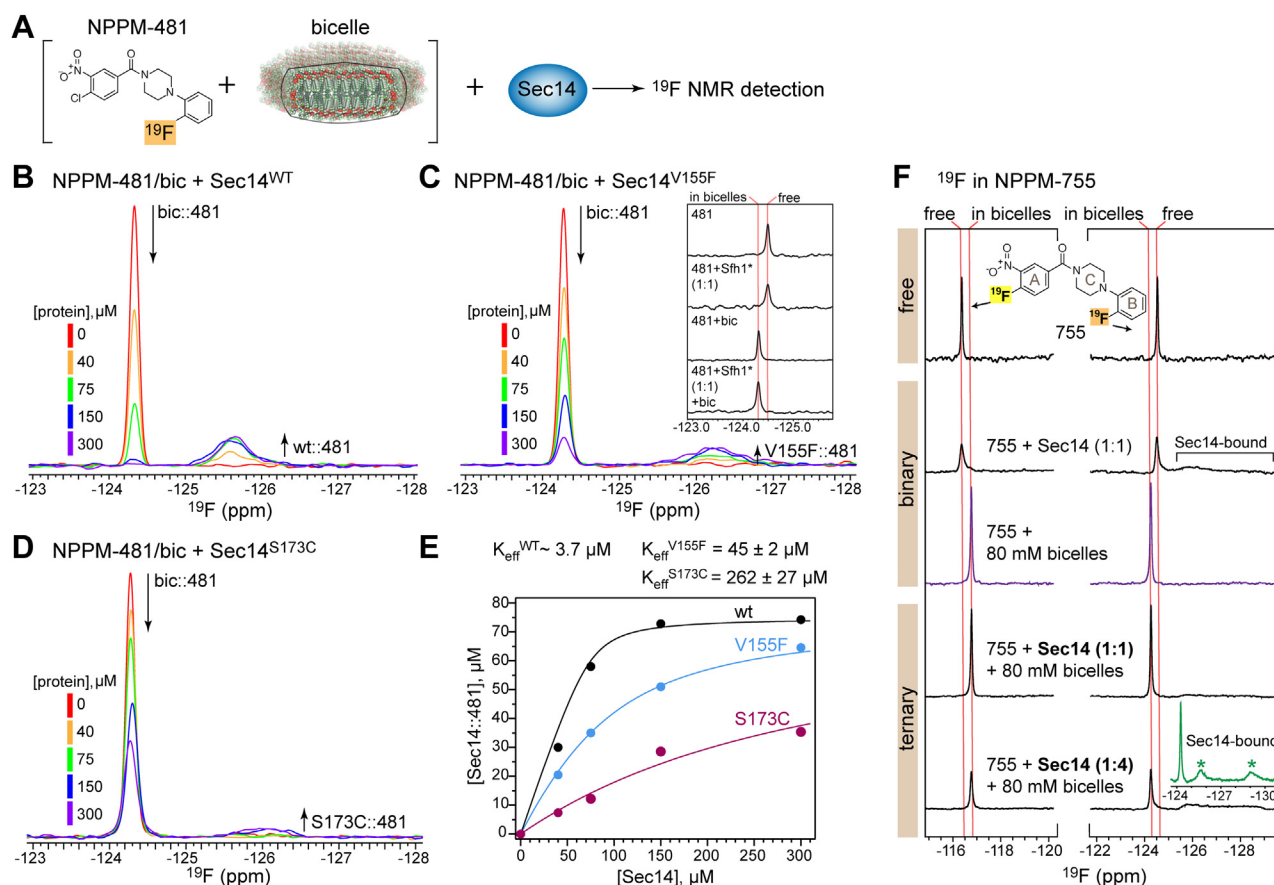 A
NPPM-481
bicelle
O
O
N+
-O
Cl
N
N
19F
+
+
Sec14
19F NMR detection
B
NPPM-481/bic + Sec14WT
bic::481
[protein], µM
0
40
75
150
300
wt::481
-123 -124 -125 -126 -127 -128
19F (ppm)
C
NPPM-481/bic + Sec14V155F
bic::481
[protein], µM
0
40
75
150
300
in bicelles free
481
481+Sfh1*
(1:1)
481+bic
481+Sfh1*
(1:1)
+bic
-123.0 -124.0 -125.0
V155F::481
-123 -124 -125 -126 -127 -128
19F (ppm)
D
NPPM-481/bic + Sec14S173C
bic::481
[protein], µM
0
40
75
150
300
S173C::481
-123 -124 -125 -126 -127 -128
19F (ppm)
E
KeffWT~ 3.7 µM
KeffV155F = 45 ± 2 µM
KeffS173C = 262 ± 27 µM
80
70
60
50
40
30
20
10
0
[Sec14::481], µM
wt
V155F
S173C
0 50 100 150 200 250 300
[Sec14], µM
F
19F in NPPM-755
free in bicelles in bicelles free
free
O
O
N+
-O
19F
A
N
C
N
B
19F
755
binary
755 + Sec14 (1:1)
Sec14-bound
755 +
80 mM bicelles
ternary
755 + Sec14 (1:1)
+ 80 mM bicelles
755 + Sec14 (1:4)
+ 80 mM bicelles
Sec14-bound
* *
-124 -127 -130
-116 -118 -120 -122 -124 -126 -128
19F (ppm)